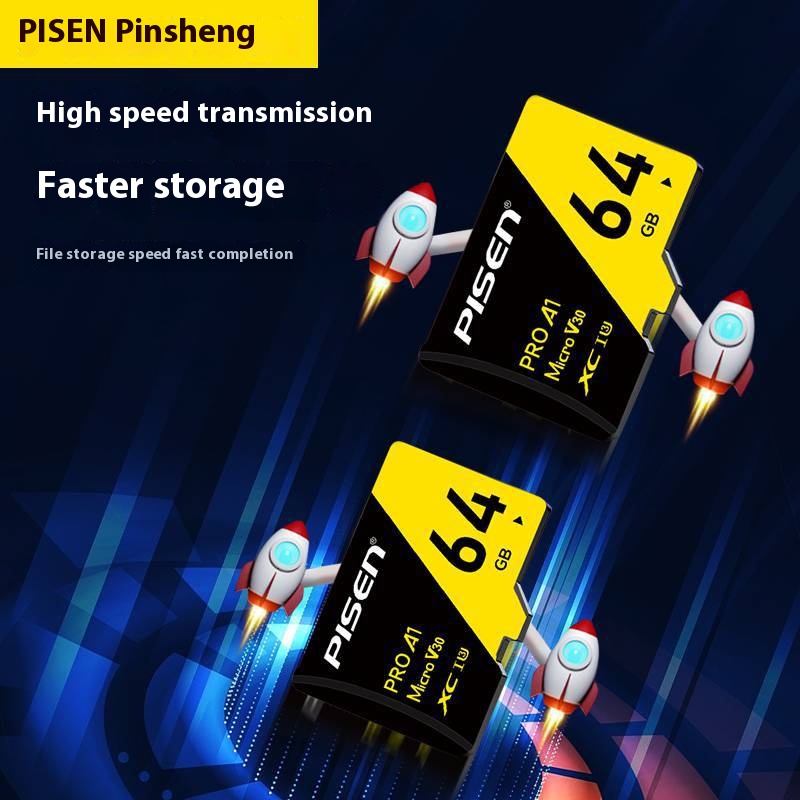 PISEN Pinsheng
High speed transmission
Faster storage
File storage speed fast completion
64
GB
PISEN®
PRO A1
Micro V30
XC I U3
64
GB
PISEN®
PRO A1
Micro V30
XC I U3